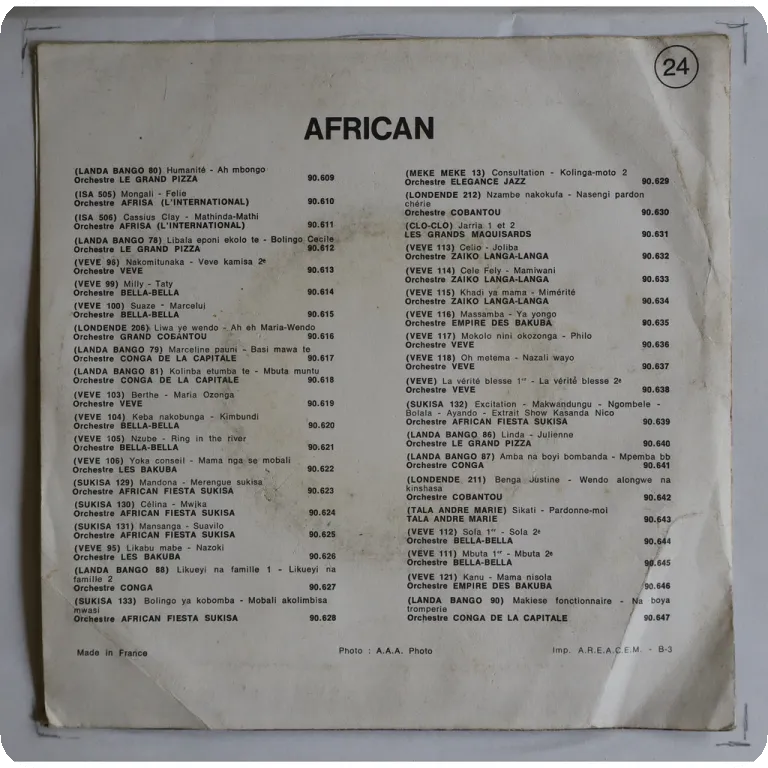 24
AFRICAN
(LANDA BANGO 80) Humanité - Ah mbongo
Orchestre LE GRAND PIZZA 90.609
(ISA 505) Mongali - Felie
Orchestre AFRISA (L'INTERNATIONAL) 90.610
(ISA 506) Cassius Clay - Mathinda-Mathi
Orchestre AFRISA (L'INTERNATIONAL) 90.611
(LANDA BANGO 78) Libala eponi ekolo te - Bolingo Cecile
Orchestre LE GRAND PIZZA 90.612
(VEVE 95) Nakomitunaka - Veve kamisa 2e
Orchestre VEVE 90.613
(VEVE 99) Milly - Taty
Orchestre BELLA-BELLA 90.614
(VEVE 100) Suaze - Marceluj
Orchestre BELLA-BELLA 90.615
(LONDENDE 206) Liwa ye wendo - Ah eh Maria-Wendo
Orchestre GRAND COBANTOU 90.616
(LANDA BANGO 79) Marceline pauni - Basi mawa te
Orchestre CONGA DE LA CAPITALE 90.617
(LANDA BANGO 81) Kolinba etumba te - Mbuta muntu
Orchestre CONGA DE LA CAPITALE 90.618
(VEVE 103) Berthe - Maria Ozonga
Orchestre VEVE 90.619
(VEVE 104) Keba nakobunga - Kimbundi
Orchestre BELLA-BELLA 90.620
(VEVE 105) Nzube - Ring in the river
Orchestre BELLA-BELLA 90.621
(VEVE 106) Yoka conseil - Mama nga se mobali
Orchestre LES BAKUBA 90.622
(SUKISA 129) Mandona - Merengue sukisa
Orchestre AFRICAN FIESTA SUKISA 90.623
(SUKISA 130) Célina - Mwjka
Orchestre AFRICAN FIESTA SUKISA 90.624
(SUKISA 131) Mansanga - Suavilo
Orchestre AFRICAN FIESTA SUKISA 90.625
(VEVE 95) Likabu mabe - Nazoki
Orchestre LES BAKUBA 90.626
(LANDA BANGO 88) Likueyi na famille 1 - Likueyi na
famille 2
Orchestre CONGA 90.627
(SUKISA 133) Bolingo ya kobomba - Mobali akolimbisa
mwasi
Orchestre AFRICAN FIESTA SUKISA 90.628
(MEKE MEKE 13) Consultation - Kolinga-moto 2
Orchestre ELEGANCE JAZZ 90.629
(LONDENDE 212) Nzambe nakokufa - Nasengi pardon
chérie
Orchestre COBANTOU 90.630
(CLO-CLO) Jarria 1 et 2
LES GRANDS MAQUISARDS 90.631
(VEVE 113) Celio - Joliba
Orchestre ZAIKO LANGA-LANGA 90.632
(VEVE 114) Cele Fely - Mamiwani
Orchestre ZAIKO LANGA-LANGA 90.633
(VEVE 115) Khadi ya mama - Mimérité
Orchestre ZAIKO LANGA-LANGA 90.634
(VEVE 116) Massamba - Ya yongo
Orchestre EMPIRE DES BAKUBA 90.635
(VEVE 117) Mokolo nini okozonga - Philo
Orchestre VEVE 90.636
(VEVE 118) Oh metema - Nazali wayo
Orchestre VEVE 90.637
(VEVE) La vérité blesse 1er - La vérité blesse 2e
Orchestre VEVE 90.638
(SUKISA 132) Excitation - Makwandungu - Ngombele -
Bolala - Ayando - Extrait Show Kasanda Nico
Orchestre AFRICAN FIESTA SUKISA 90.639
(LANDA BANGO 86) Linda - Julienne
Orchestre LE GRAND PIZZA 90.640
(LANDA BANGO 87) Amba na boyi bombanda - Mpemba bb
Orchestre CONGA 90.641
(LONDENDE 211) Benga Justine - Wendo alongwe na
kinshasa
Orchestre COBANTOU 90.642
(TALA ANDRE MARIE) Sikati - Pardonne-moi
TALA ANDRE MARIE 90.643
(VEVE 112) Sofa 1er - Sola 2e
Orchestre BELLA-BELLA 90.644
(VEVE 111) Mbuta 1er - Mbuta 2e
Orchestre BELLA-BELLA 90.645
(VEVE 121) Kanu - Mama nisola
Orchestre EMPIRE DES BAKUBA 90.646
(LANDA BANGO 90) Makiese fonctionnaire - Na boya
tromperie
Orchestre CONGA DE LA CAPITALE 90.647
Made in France Photo : A.A.A. Photo Imp. A.R.E.A.C.E.M. - B-3